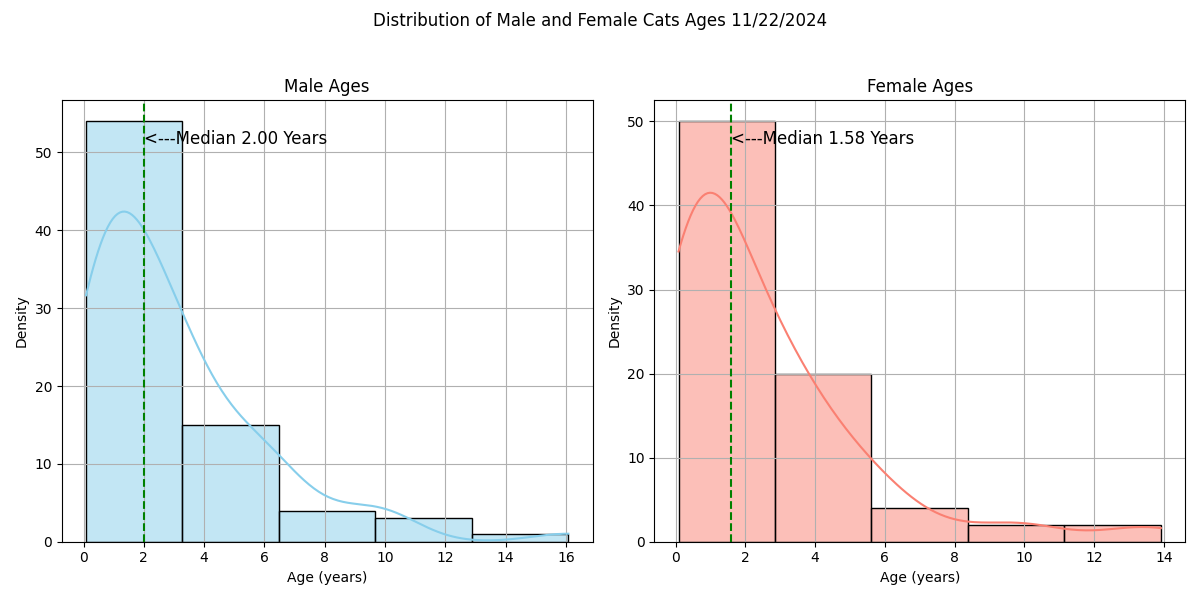 Distribution of Male and Female Cats Ages 11/22/2024
Male Ages
<---Median 2.00 Years
50
40
30
20
10
0
Density
0 2 4 6 8 10 12 14 16
Age (years)
Female Ages
<---Median 1.58 Years
50
40
30
20
10
0
Density
0 2 4 6 8 10 12 14
Age (years)